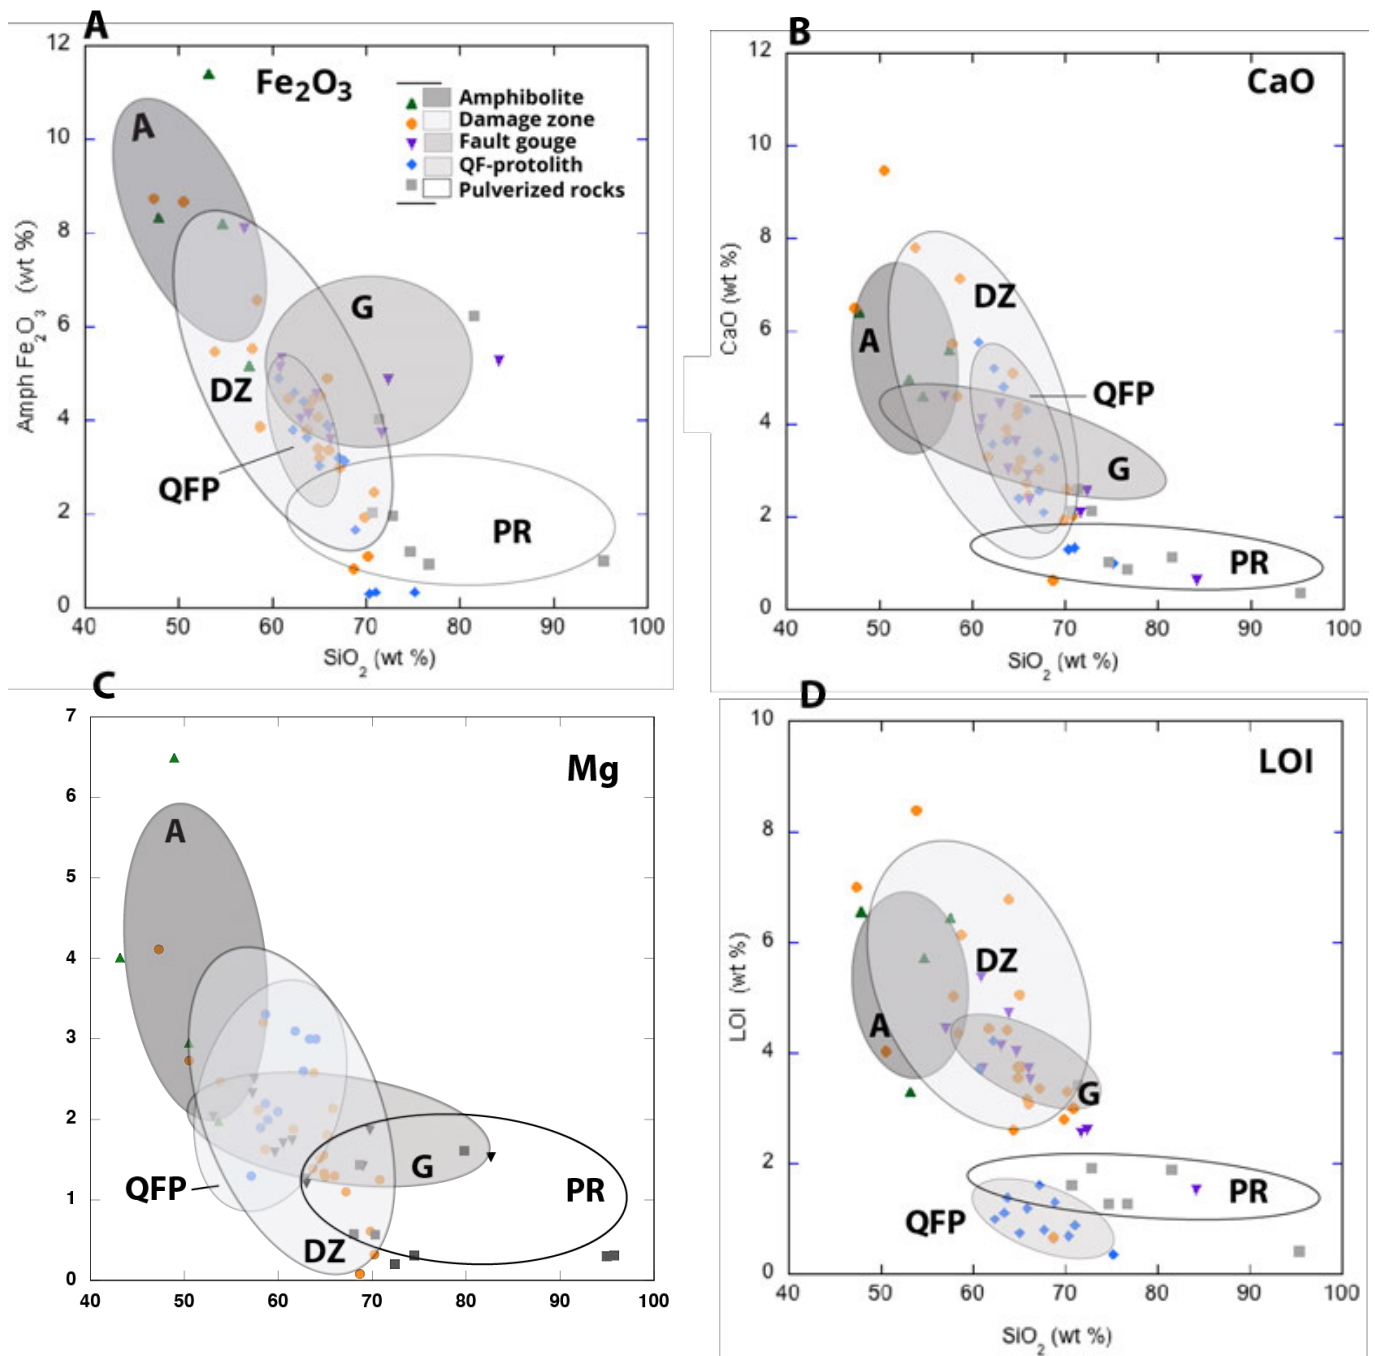 A
12
10
8
6
4
2
0
40
50
60
70
80
90
100
Amph Fe2O3 (wt %)
SiO2 (wt %)
Fe2O3
Amphibolite
Damage zone
Fault gouge
QF-protolith
Pulverized rocks
A
G
DZ
QFP
PR
B
12
10
8
6
4
2
0
40
50
60
70
80
90
100
CaO (wt %)
SiO2 (wt %)
CaO
DZ
A
QFP
G
PR
C
7
6
5
4
3
2
1
0
40
50
60
70
80
90
100
Mg
A
QFP
G
PR
DZ
D
10
8
6
4
2
0
40
50
60
70
80
90
100
LOI (wt %)
SiO2 (wt %)
LOI
DZ
A
G
QFP
PR